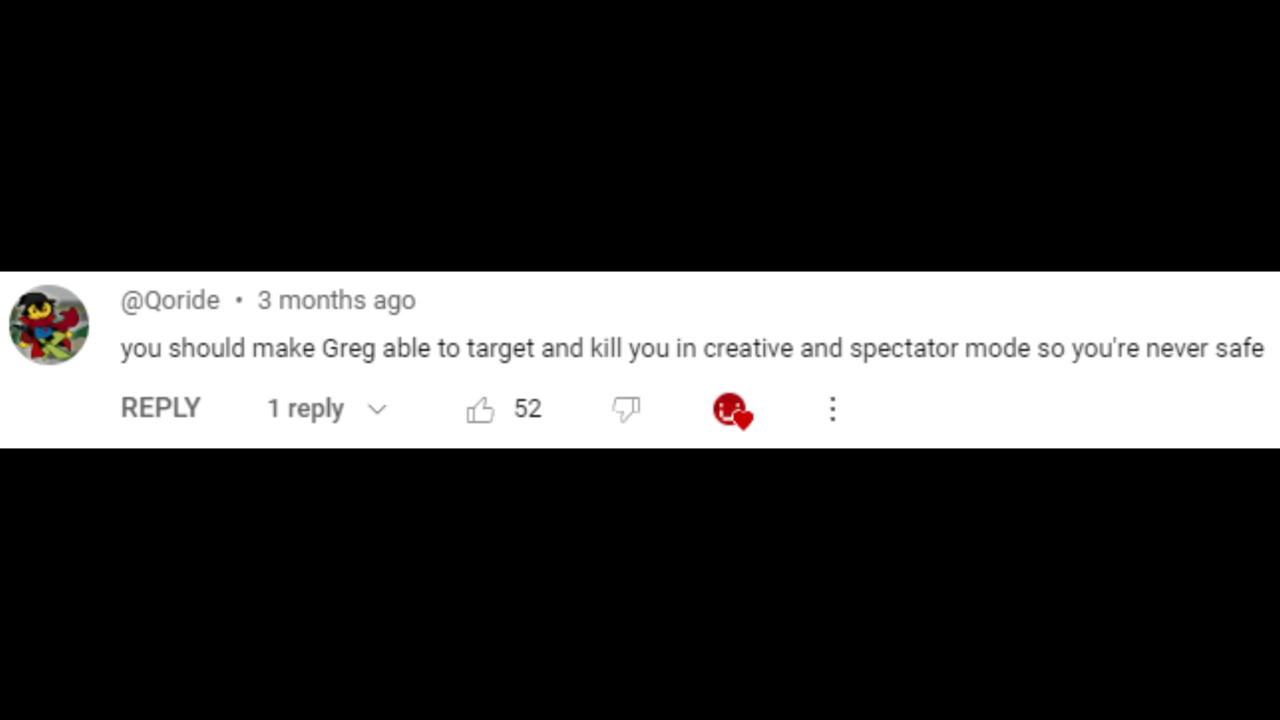 @Qoride • 3 months ago
you should make Greg able to target and kill you in creative and spectator mode so you're never safe
REPLY 1 reply 52